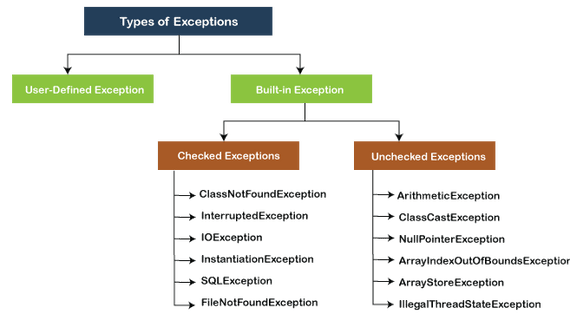 Types of Exceptions
User-Defined Exception
Built-in Exception
Checked Exceptions
Unchecked Exceptions
ClassNotFoundException
InterruptedException
IOException
InstantiationException
SQLException
FileNotFoundException
ArithmeticException
ClassCastException
NullPointerException
ArrayIndexOutOfBoundsException
ArrayStoreException
IllegalThreadStateException